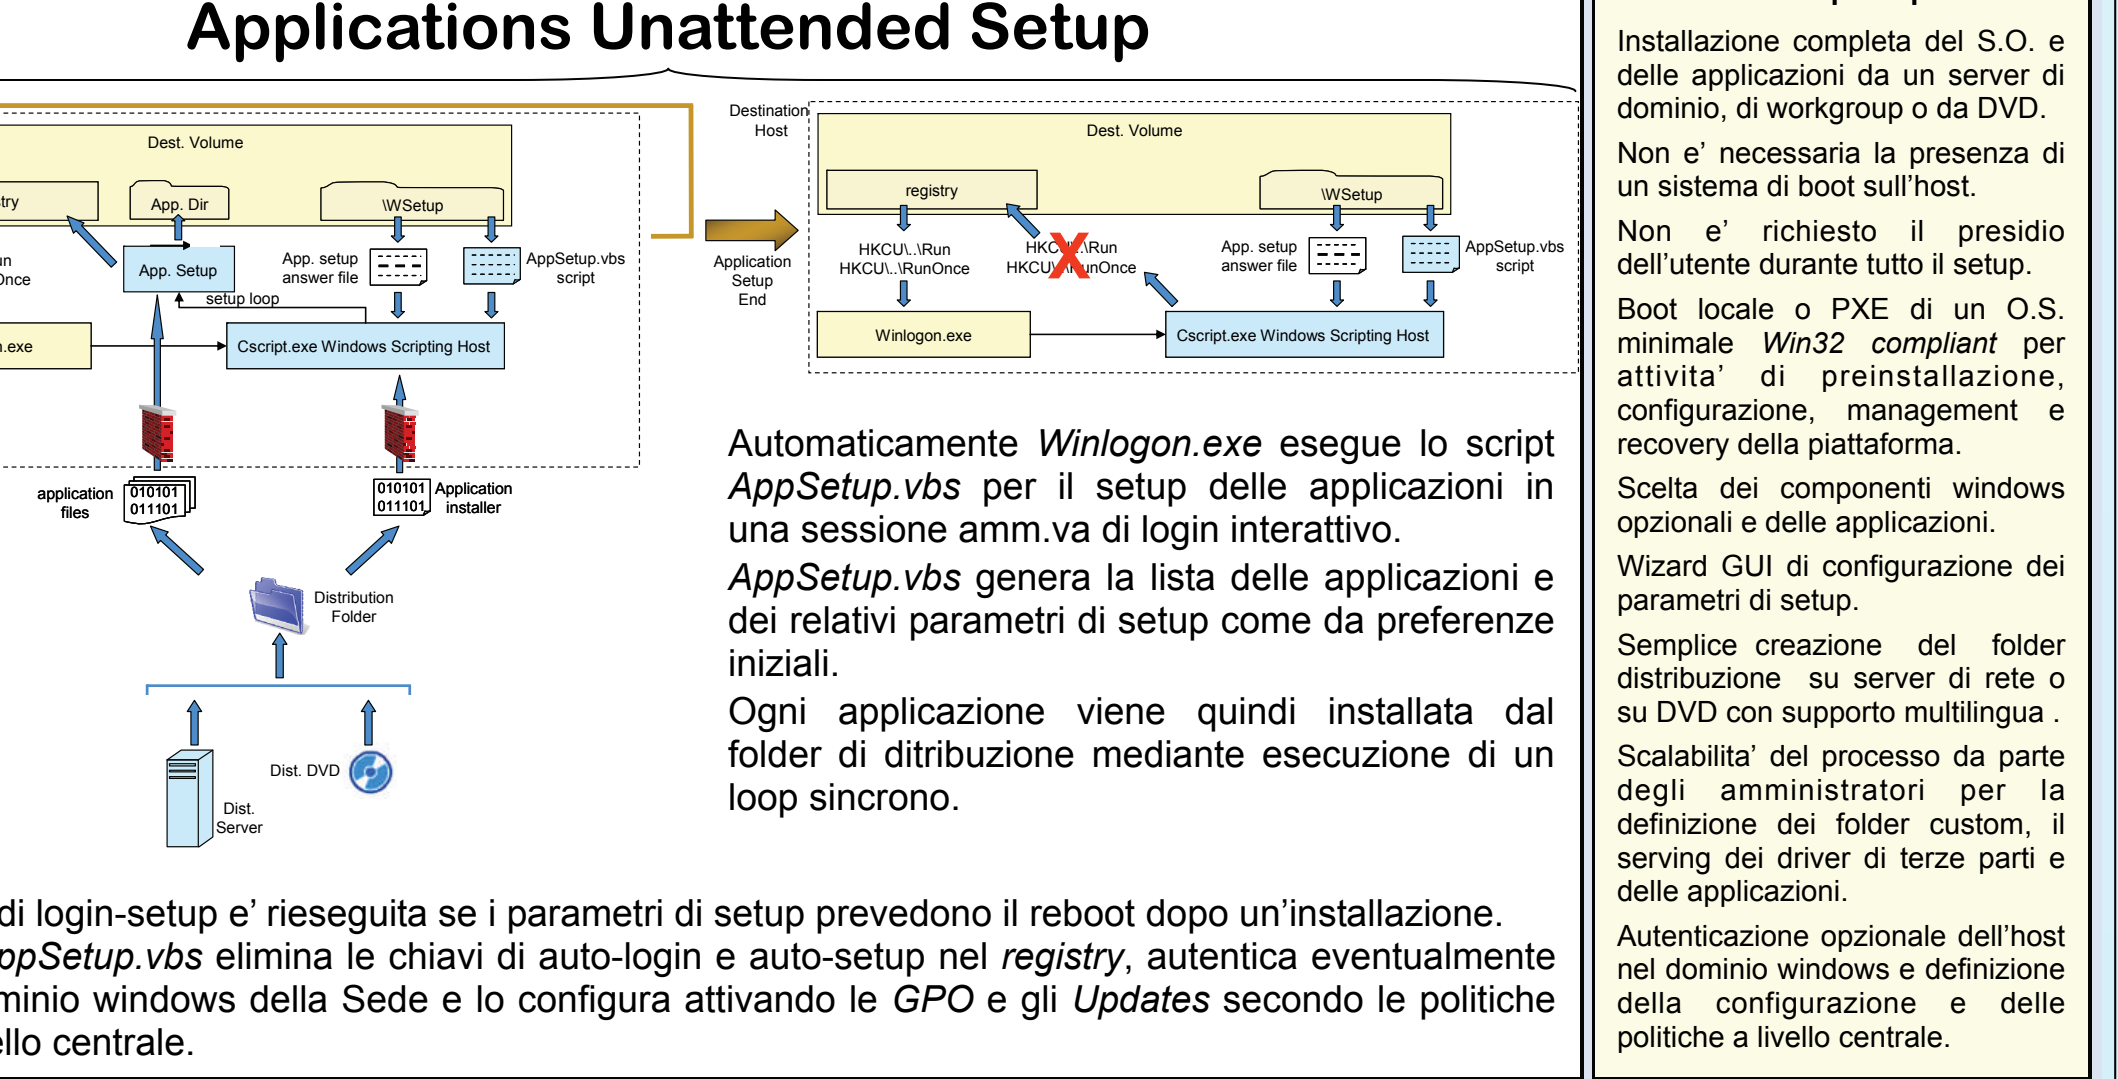 Applications Unattended Setup
Dest. Volume
App. Dir
\WSetup
App. Setup
App. setup
answer file
AppSetup.vbs
script
setup loop
Cscript.exe Windows Scripting Host
application
files
010101
011101
010101
011101
Application
installer
Distribution
Folder
Dist. DVD
Dist.
Server
Destination
Host
Dest. Volume
registry
\WSetup
HKCU\..\Run
HKCU\..\RunOnce
App. setup
answer file
AppSetup.vbs
script
Application
Setup
End
Winlogon.exe
Cscript.exe Windows Scripting Host
Automaticamente Winlogon.exe esegue lo script
AppSetup.vbs per il setup delle applicazioni in
una sessione amm.va di login interattivo.
AppSetup.vbs genera la lista delle applicazioni e
dei relativi parametri di setup come da preferenze
iniziali.
Ogni applicazione viene quindi installata dal
folder di ditribuzione mediante esecuzione di un
loop sincrono.
di login-setup e' rieseguita se i parametri di setup prevedono il reboot dopo un'installazione.
ppSetup.vbs elimina le chiavi di auto-login e auto-setup nel registry, autentica eventualmente
minio windows della Sede e lo configura attivando le GPO e gli Updates secondo le politiche
ello centrale.
Installazione completa del S.O. e
delle applicazioni da un server di
dominio, di workgroup o da DVD.
Non e' necessaria la presenza di
un sistema di boot sull'host.
Non e' richiesto il presidio
dell'utente durante tutto il setup.
Boot locale o PXE di un O.S.
minimale Win32 compliant per
attivita' di preinstallazione,
configurazione, management e
recovery della piattaforma.
Scelta dei componenti windows
opzionali e delle applicazioni.
Wizard GUI di configurazione dei
parametri di setup.
Semplice creazione del folder
distribuzione su server di rete o
su DVD con supporto multilingua .
Scalabilita' del processo da parte
degli amministratori per la
definizione dei folder custom, il
serving dei driver di terze parti e
delle applicazioni.
Autenticazione opzionale dell'host
nel dominio windows e definizione
della configurazione e delle
politiche a livello centrale.